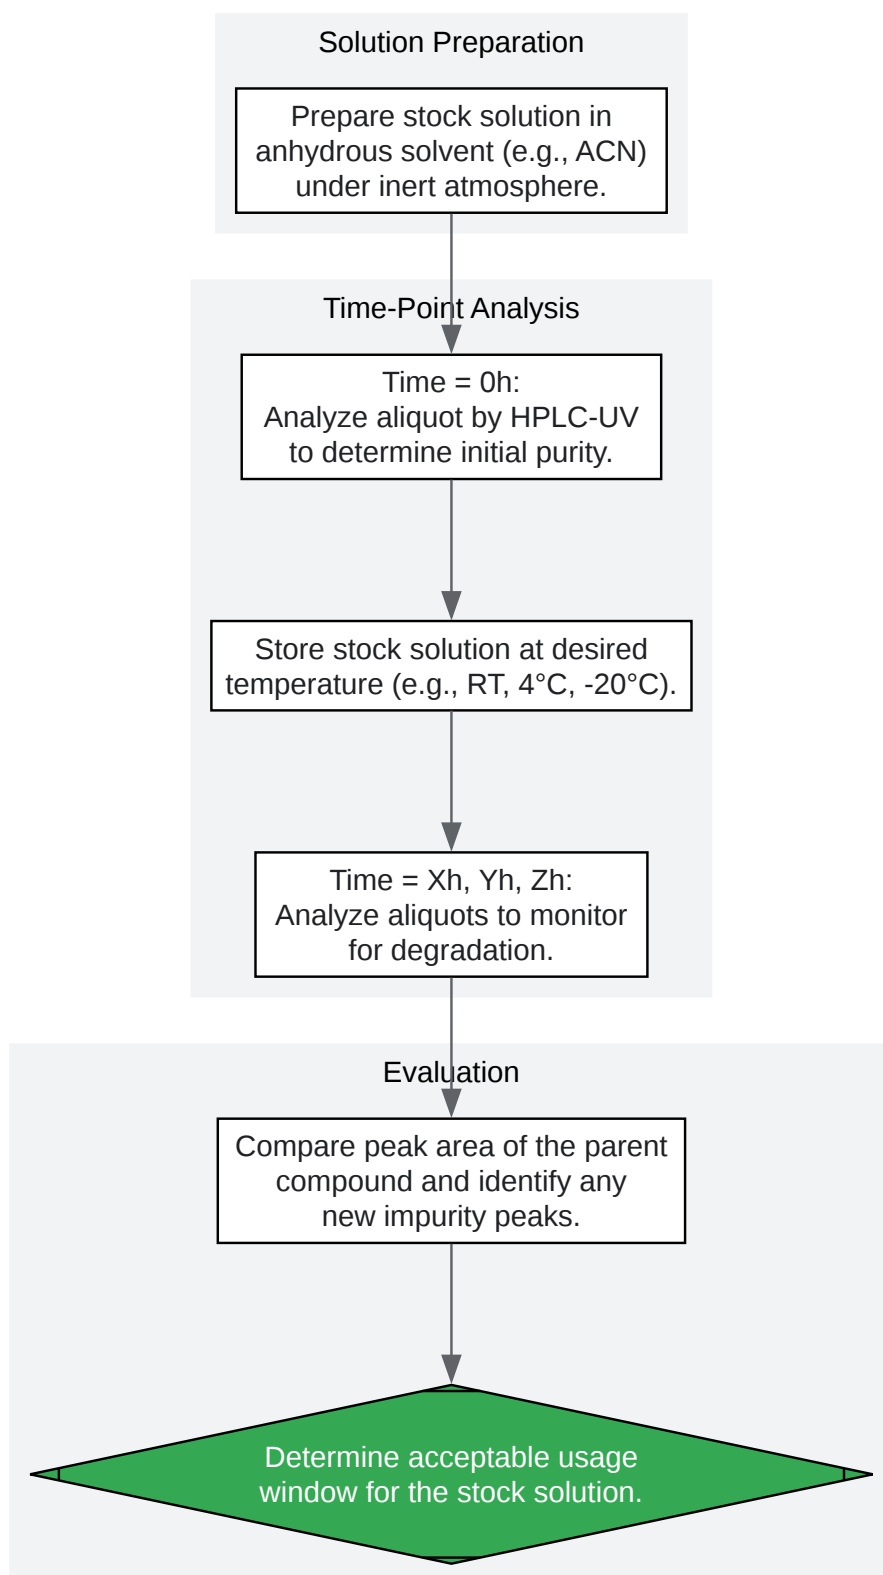 Solution Preparation
Prepare stock solution in
anhydrous solvent (e.g., ACN)
under inert atmosphere.
Time-Point Analysis
Time = 0h:
Analyze aliquot by HPLC-UV
to determine initial purity.
Store stock solution at desired
temperature (e.g., RT, 4°C, -20°C).
Time = Xh, Yh, Zh:
Analyze aliquots to monitor
for degradation.
Evaluation
Compare peak area of the parent
compound and identify any
new impurity peaks.
Determine acceptable usage
window for the stock solution.